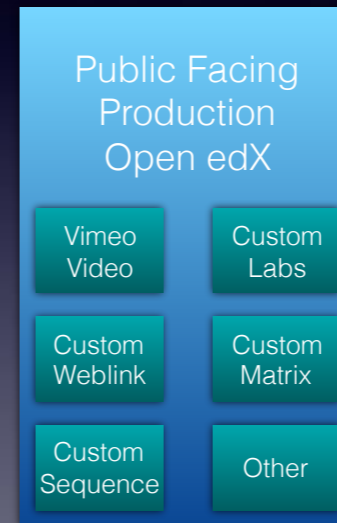 Public Facing
Production
Open edX
Vimeo
Video
Custom
Labs
Custom
Weblink
Custom
Matrix
Custom
Sequence
Other